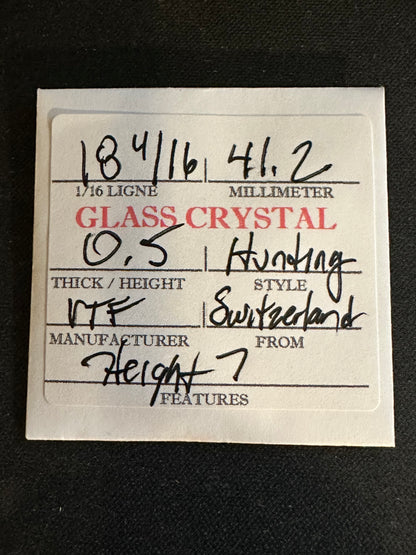 18 4/16 41.2
1/16 LIGNE MILLIMETER
GLASS CRYSTAL
0.5 Hunting
THICK / HEIGHT STYLE
VTF Switzerland
MANUFACTURER FROM
Height 7
FEATURES